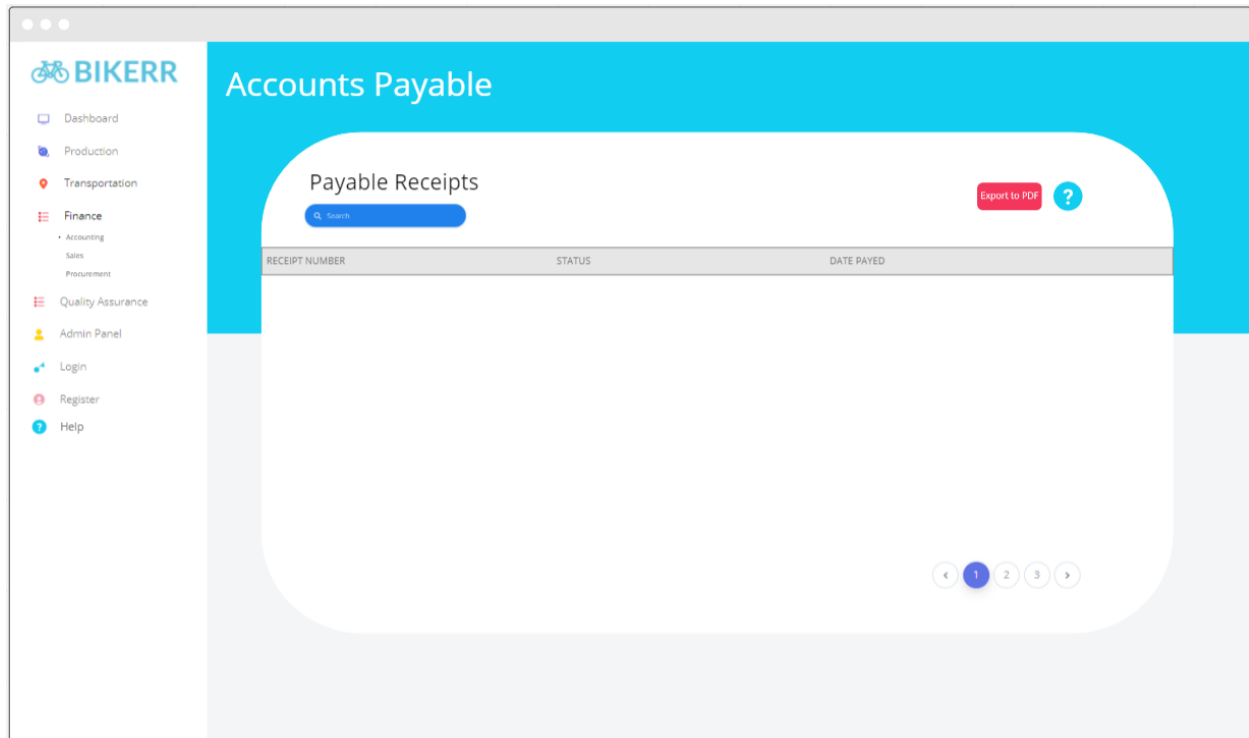 BIKERR
Dashboard
Production
Transportation
Finance
Accounting
Sales
Procurement
Quality Assurance
Admin Panel
Login
Register
? Help
Accounts Payable
Payable Receipts
Search
Export to PDF ?
RECEIPT NUMBER STATUS DATE PAYED
< 1 2 3 >